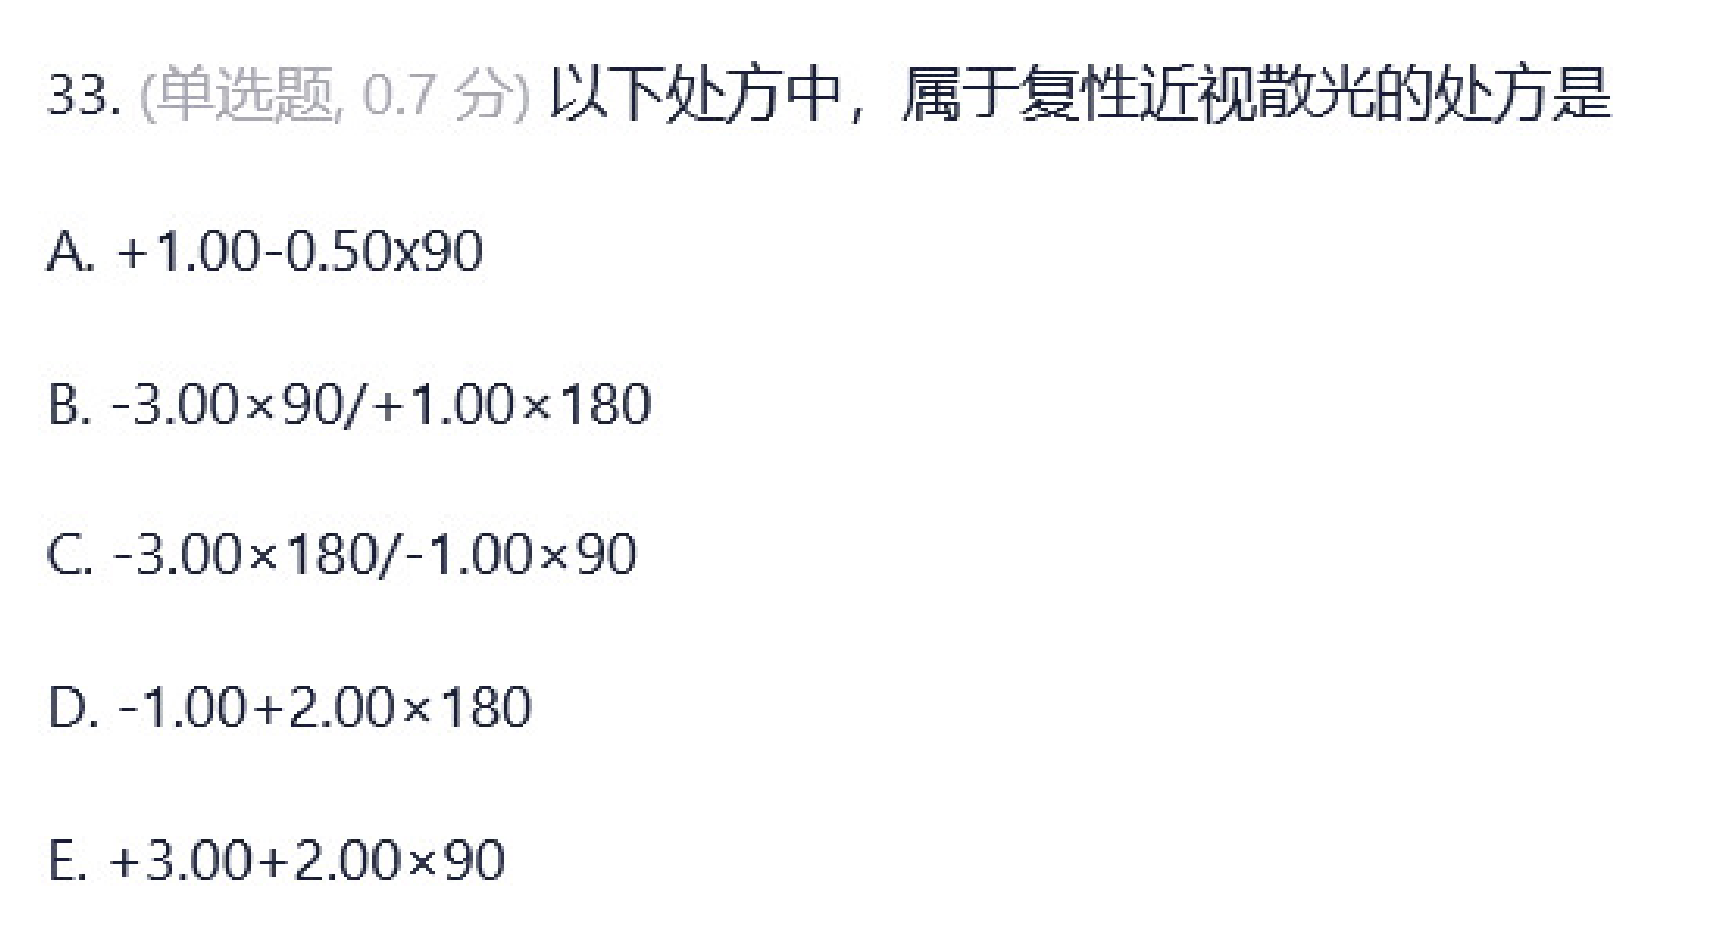 33. (单选题, 0.7 分) 以下处方中，属于复性近视散光的处方是
A. +1.00-0.50x90
B. -3.00×90/+1.00×180
C. -3.00×180/-1.00×90
D. -1.00+2.00×180
E. +3.00+2.00×90